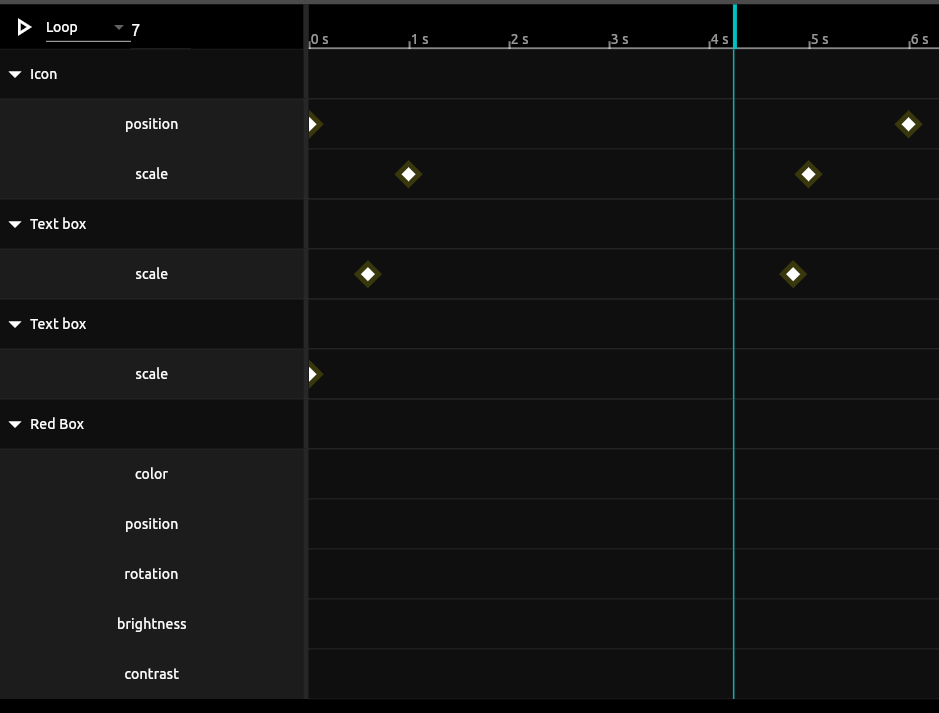 Loop 7
0 s 1 s 2 s 3 s 4 s 5 s 6 s
Icon
position
scale
Text box
scale
Text box
scale
Red Box
color
position
rotation
brightness
contrast